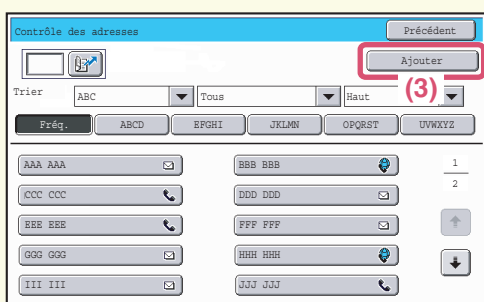 Contrôle des adresses Précédent
Ajouter
(3)
Trier ABC Tous Haut
Fréq. ABCD EFGHI JKLMN OPQRST UVWXYZ
AAA AAA BBB BBB 1
2
CCC CCC DDD DDD
EEE EEE FFF FFF
GGG GGG HHH HHH
III III JJJ JJJ